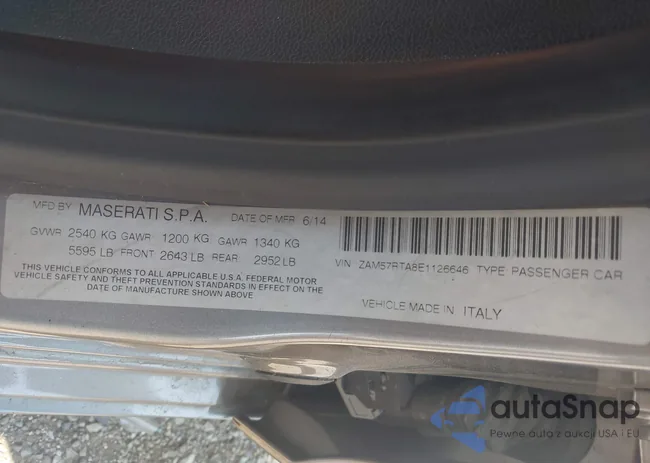 MFD BY MASERATI S.P.A. DATE OF MFR 6/14
GVWR 2540 KG GAWR 1200 KG GAWR 1340 KG
5595 LB FRONT 2643 LB REAR 2952 LB
THIS VEHICLE CONFORMS TO ALL APPLICABLE U.S.A. FEDERAL MOTOR
VEHICLE SAFETY AND THEFT PREVENTION STANDARDS IN EFFECT ON THE
DATE OF MANUFACTURE SHOWN ABOVE
VIN ZAM57RTA8E1126646 TYPE PASSENGER CAR
VEHICLE MADE IN ITALY
autaSnap
Pewne auta z aukcji USA i EU